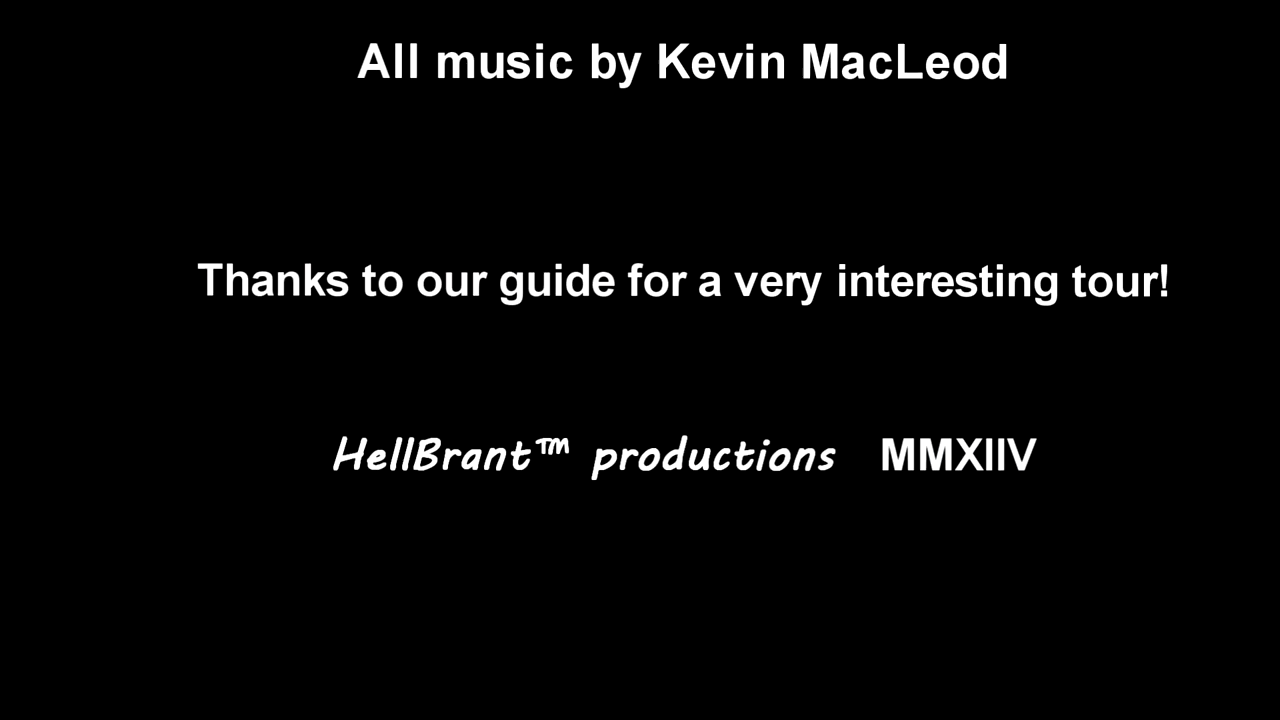 All music by Kevin MacLeod
Thanks to our guide for a very interesting tour!
HellBrant™ productions MMXIIV